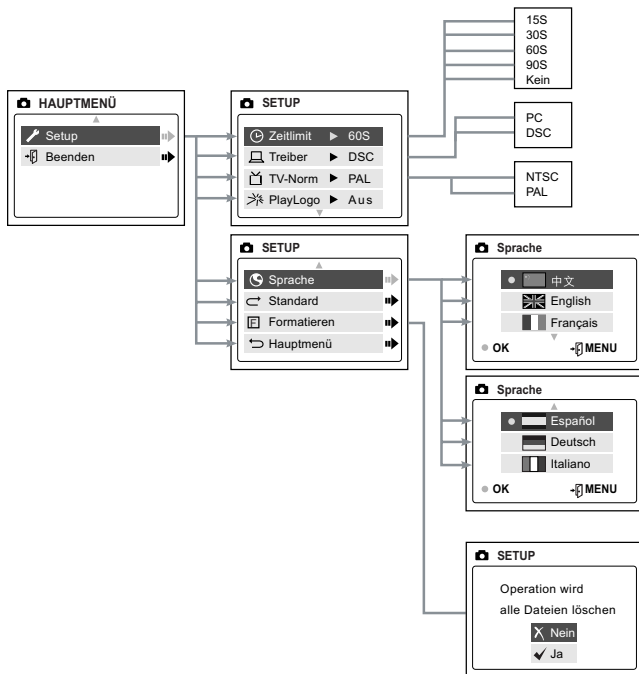 HAUPTMENÜ
Setup
Beenden
SETUP
Zeitlimit 60S
Treiber DSC
TV-Norm PAL
PlayLogo Aus
15S
30S
60S
90S
Kein
PC
DSC
NTSC
PAL
SETUP
Sprache
Standard
F Formatieren
Hauptmenü
Sprache
中文
English
Français
OK MENU
Sprache
Español
Deutsch
Italiano
OK MENU
SETUP
Operation wird
alle Dateien löschen
Nein
Ja